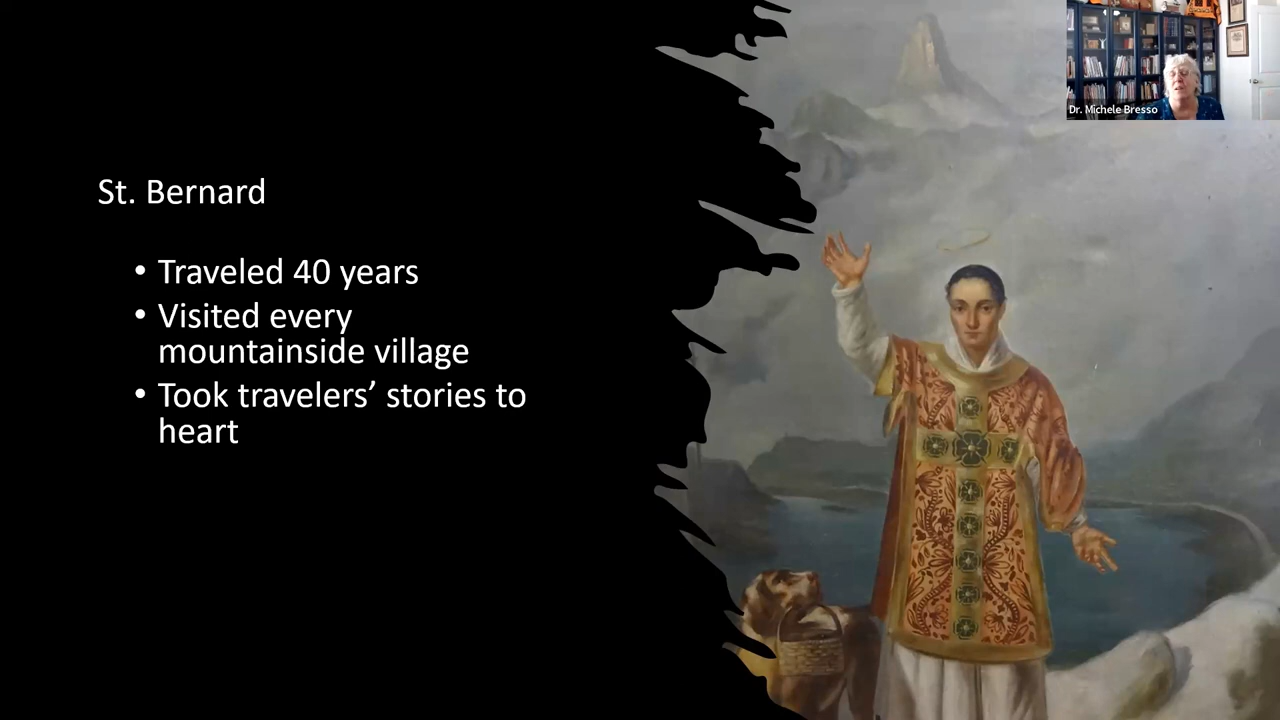 St. Bernard
• Traveled 40 years
• Visited every
mountainside village
• Took travelers’ stories to
heart
Dr. Michele Bresso